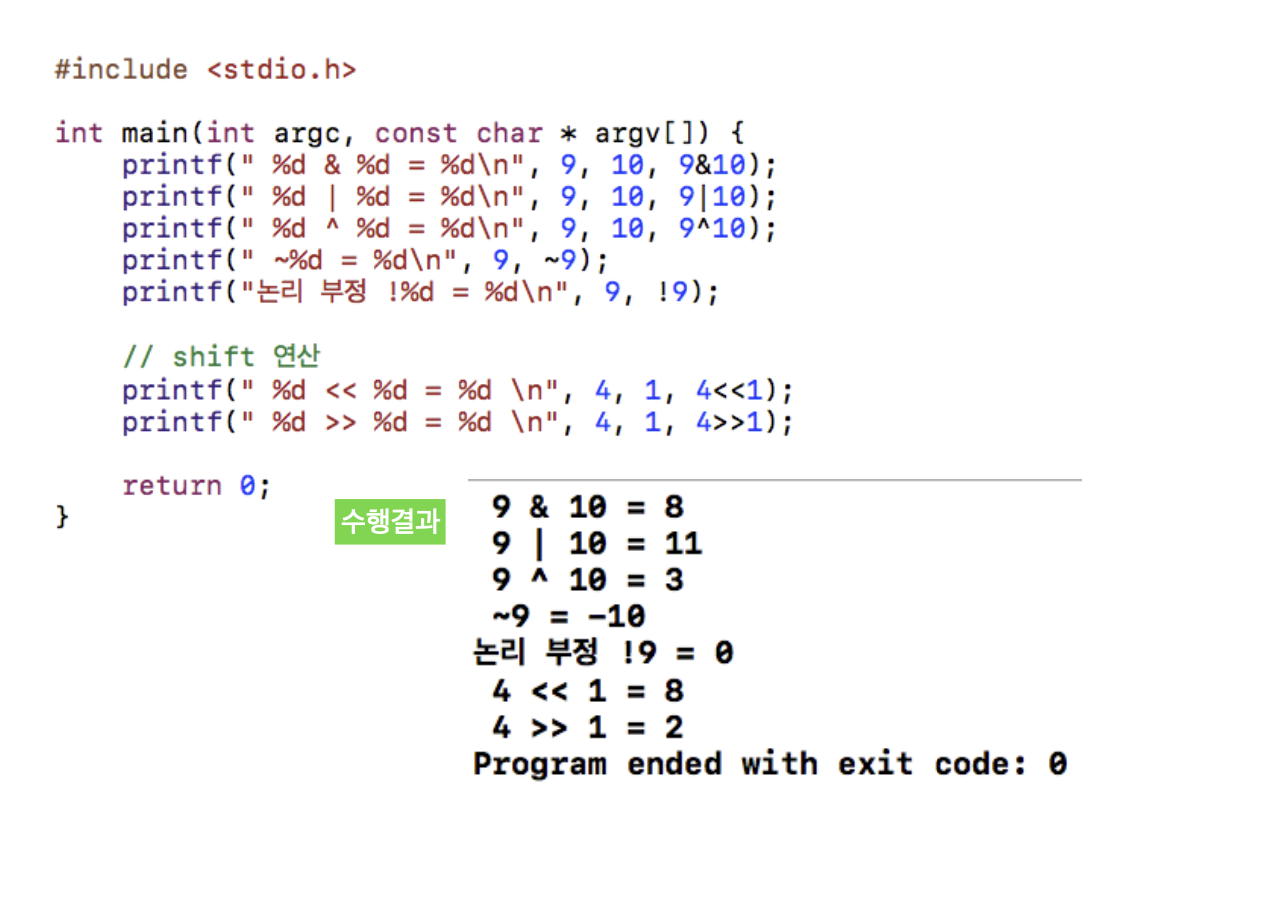 #include <stdio.h>
int main(int argc, const char * argv[]) {
    printf(" %d & %d = %d\n", 9, 10, 9&10);
    printf(" %d | %d = %d\n", 9, 10, 9|10);
    printf(" %d ^ %d = %d\n", 9, 10, 9^10);
    printf(" ~%d = %d\n", 9, ~9);
    printf("논리 부정 !%d = %d\n", 9, !9);
    // shift 연산
    printf(" %d << %d = %d \n", 4, 1, 4<<1);
    printf(" %d >> %d = %d \n", 4, 1, 4>>1);
    return 0;
}
수행결과
 9 & 10 = 8
 9 | 10 = 11
 9 ^ 10 = 3
 ~9 = -10
논리 부정 !9 = 0
 4 << 1 = 8
 4 >> 1 = 2
Program ended with exit code: 0